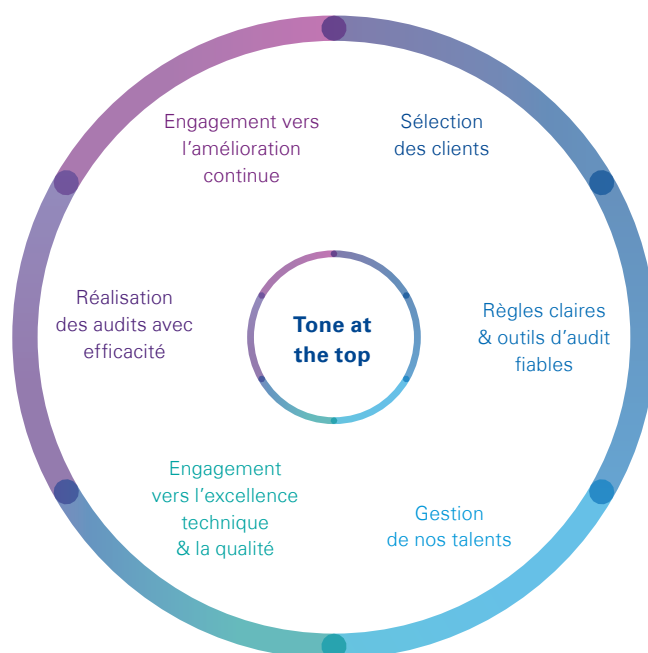 Engagement vers
l'amélioration
continue
Sélection
des clients
Réalisation
des audits avec
efficacité
Tone at
the top
Règles claires
& outils d'audit
fiables
Engagement
vers l'excellence
technique
& la qualité
Gestion
de nos talents